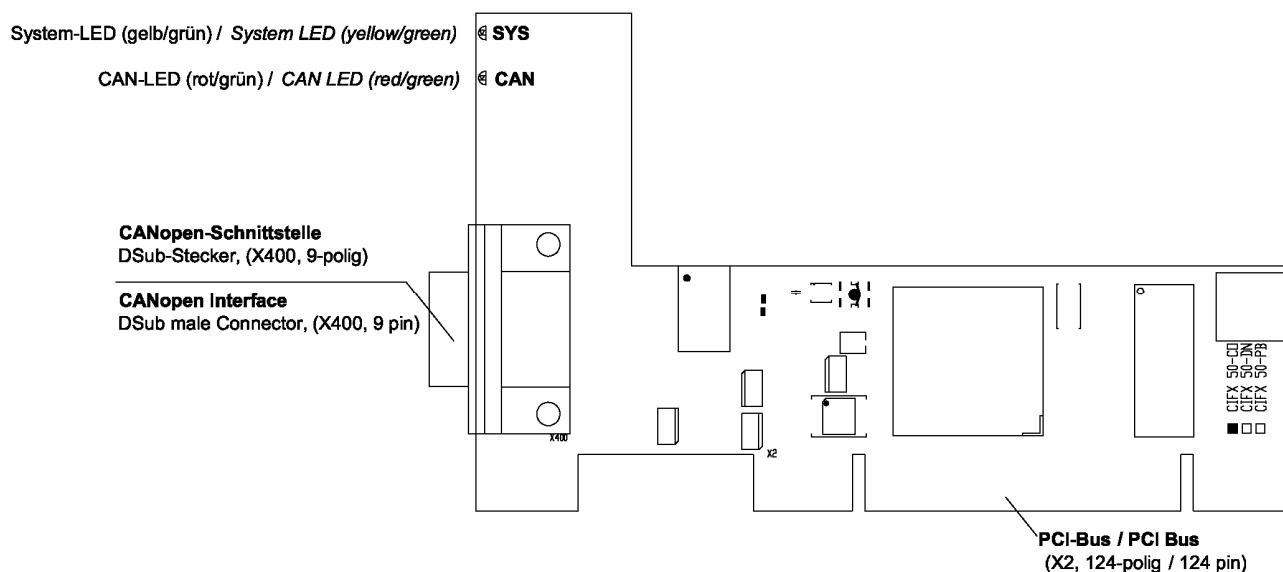 System-LED (gelb/grün) / System LED (yellow/green)
SYS
CAN-LED (rot/grün) / CAN LED (red/green)
CAN
CANopen-Schnittstelle
DSub-Stecker, (X400, 9-polig)
CANopen Interface
DSub male Connector, (X400, 9 pin)
X400
X2
CIFX 50-CO
CIFX 50-DN
CIFX 50-PB
PCI-Bus / PCI Bus
(X2, 124-polig / 124 pin)